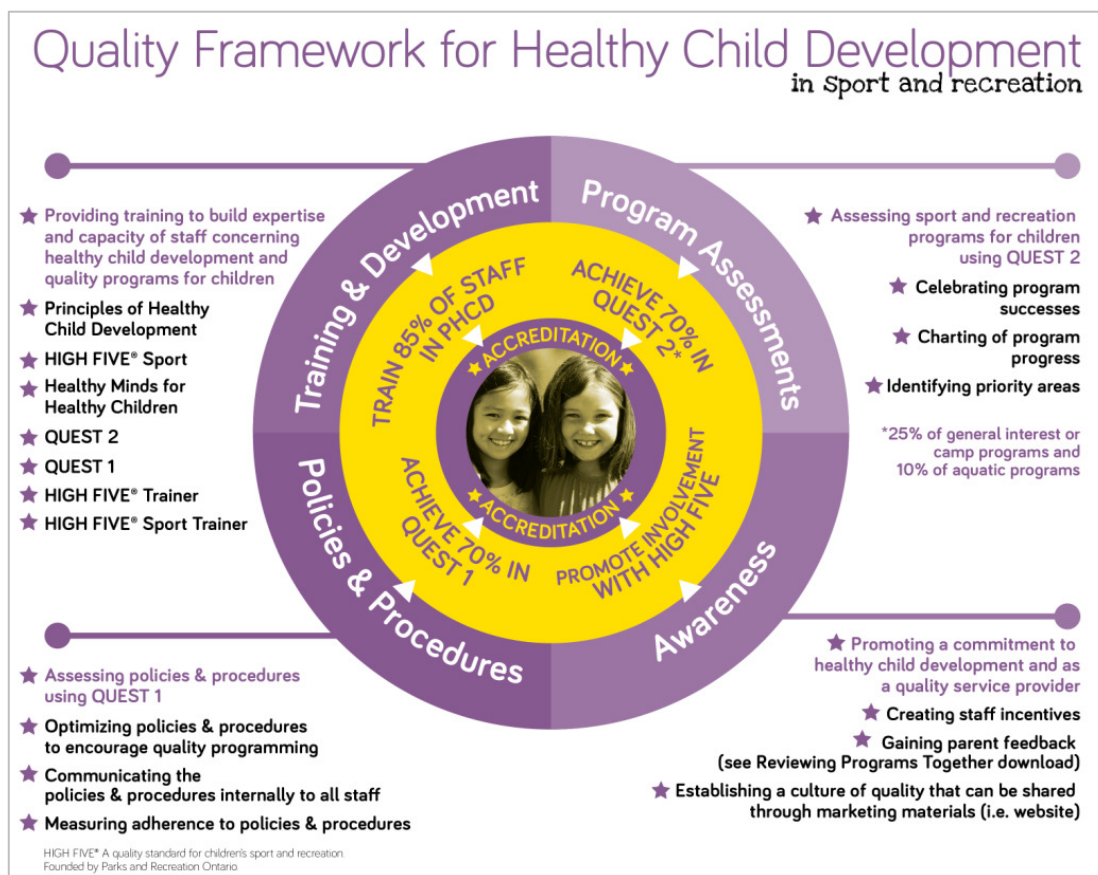 Quality Framework for Healthy Child Development
in sport and recreation
Training & Development
Program Assessments
Policies & Procedures
Awareness
TRAIN 85% OF STAFF
IN PHCD
ACHIEVE 70% IN
QUEST 2*
ACHIEVE 70% IN
QUEST 1
PROMOTE INVOLVEMENT
WITH HIGH FIVE
ACCREDITATION
ACCREDITATION
Providing training to build expertise
and capacity of staff concerning
healthy child development and
quality programs for children
Principles of Healthy
Child Development
HIGH FIVE® Sport
Healthy Minds for
Healthy Children
QUEST 2
QUEST 1
HIGH FIVE® Trainer
HIGH FIVE® Sport Trainer
Assessing sport and recreation
programs for children
using QUEST 2
Celebrating program
successes
Charting of program
progress
Identifying priority areas
*25% of general interest or
camp programs and
10% of aquatic programs
Assessing policies & procedures
using QUEST 1
Optimizing policies & procedures
to encourage quality programming
Communicating the
policies & procedures internally to all staff
Measuring adherence to policies & procedures
Promoting a commitment to
healthy child development and as
a quality service provider
Creating staff incentives
Gaining parent feedback
(see Reviewing Programs Together download)
Establishing a culture of quality that can be shared
through marketing materials (i.e. website)
HIGH FIVE® A quality standard for children's sport and recreation.
Founded by Parks and Recreation Ontario.